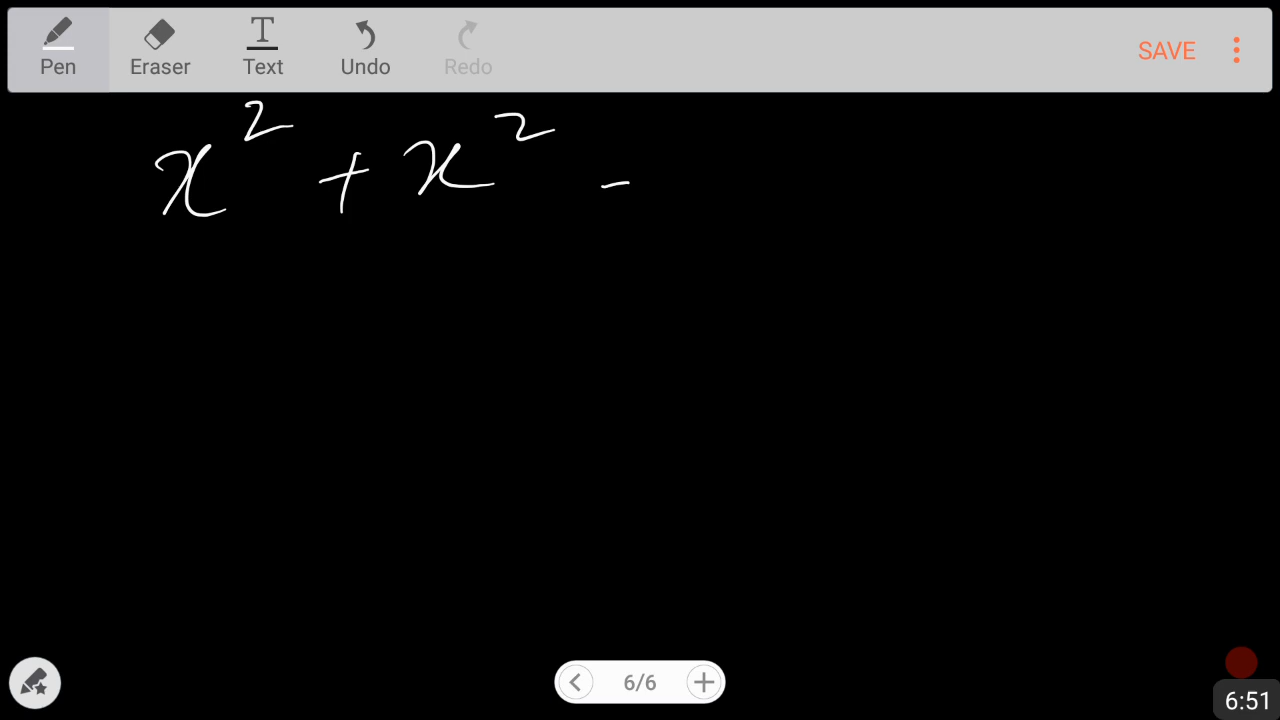 Pen Eraser Text Undo Redo SAVE
x² + x² -
6/6
6:51